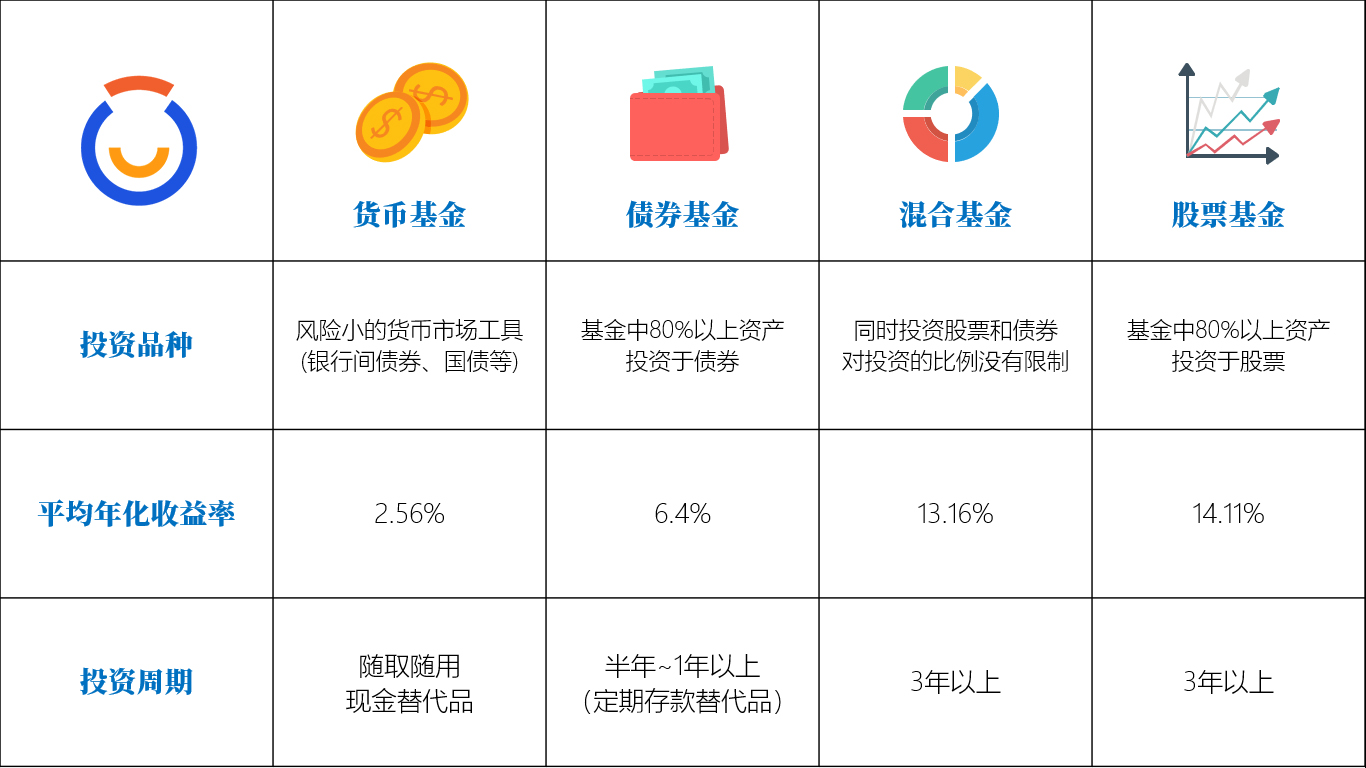 货币基金
债券基金
混合基金
股票基金
投资品种
风险小的货币市场工具
(银行间债券、国债等)
基金中80%以上资产
投资于债券
同时投资股票和债券
对投资的比例没有限制
基金中80%以上资产
投资于股票
平均年化收益率
2.56%
6.4%
13.16%
14.11%
投资周期
随取随用
现金替代品
半年~1年以上
（定期存款替代品）
3年以上
3年以上